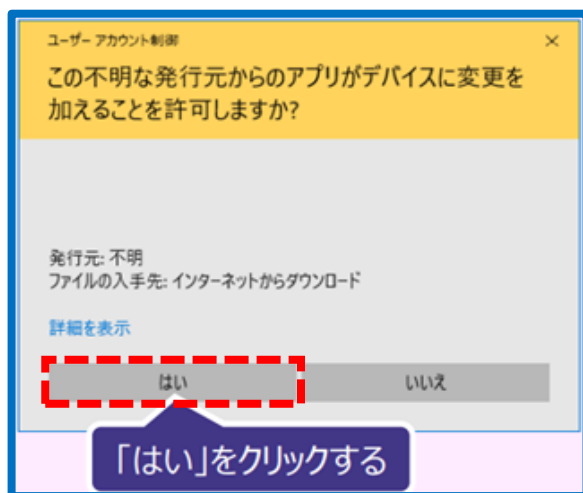 ユーザー アカウント制御
この不明な発行元からのアプリがデバイスに変更を
加えることを許可しますか?
発行元: 不明
ファイルの入手先: インターネットからダウンロード
詳細を表示
はい
いいえ
「はい」をクリックする